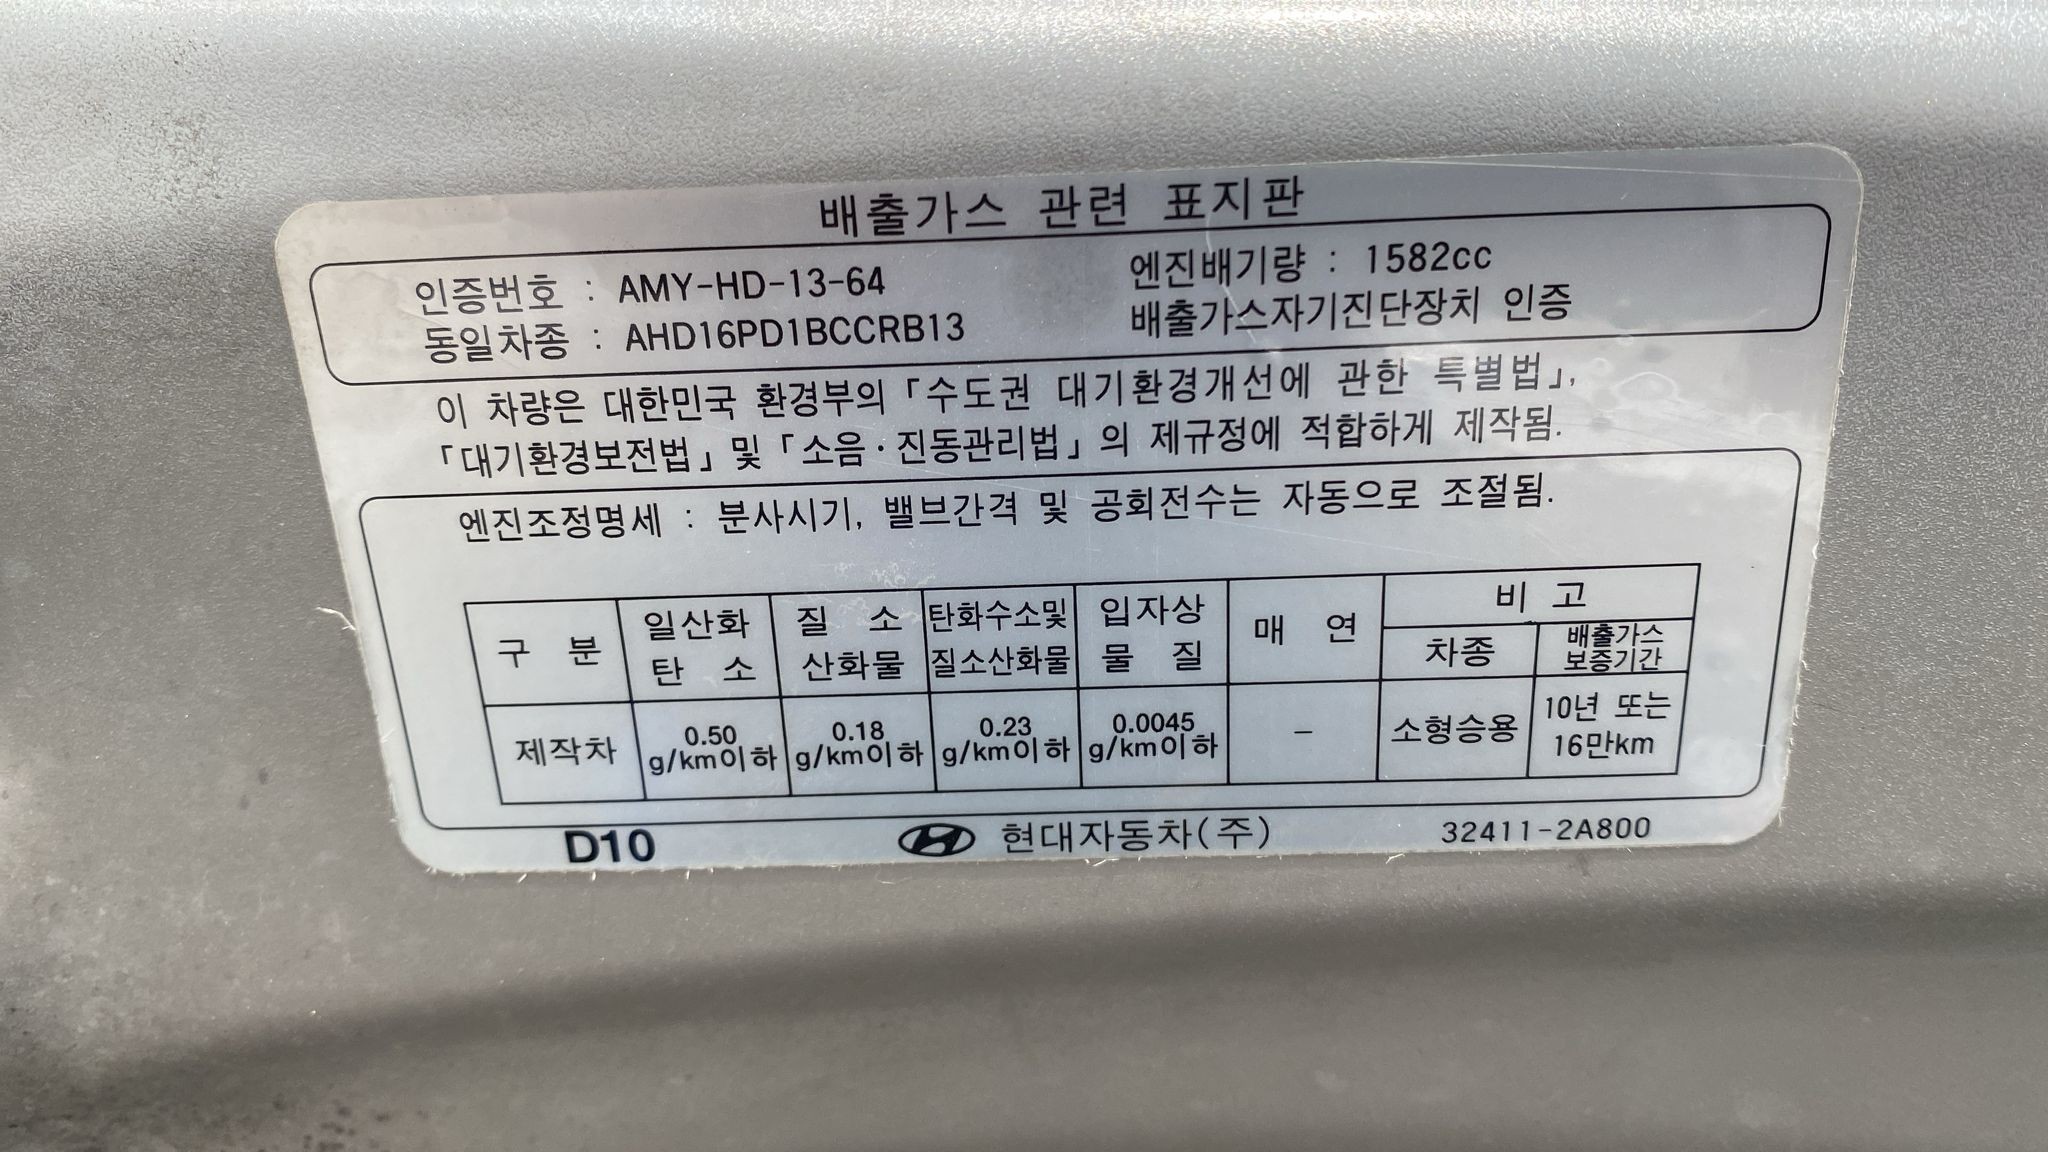 배출가스 관련 표지판
인증번호 : AMY-HD-13-64
엔진배기량 : 1582cc
동일차종 : AHD16PD1BCCRB13
배출가스자기진단장치 인증
이 차량은 대한민국 환경부의 「수도권 대기환경개선에 관한 특별법」,
「대기환경보전법」 및 「소음·진동관리법」의 제규정에 적합하게 제작됨.
엔진조정명세 : 분사시기, 밸브간격 및 공회전수는 자동으로 조절됨.
구 분
일산화
탄 소
질 소
산화물
탄화수소및
질소산화물
입자상
물 질
매 연
비 고
차종
배출가스
보증기간
제작차
0.50
g/km이하
0.18
g/km이하
0.23
g/km이하
0.0045
g/km이하
–
소형승용
10년 또는
16만km
D10
현대자동차(주)
32411-2A800